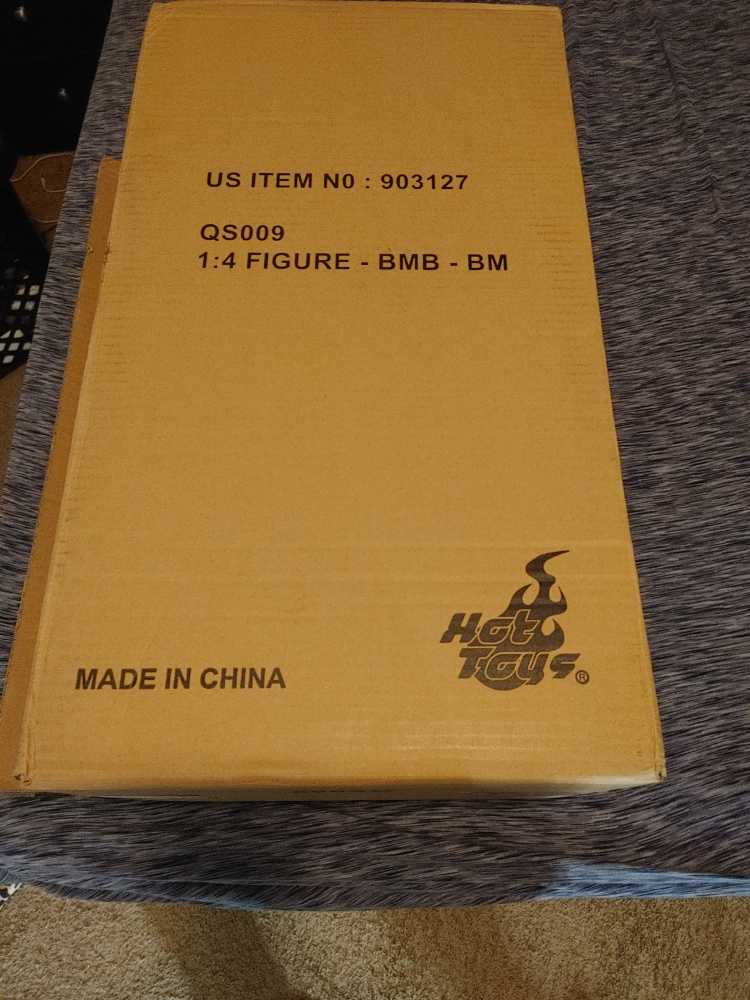 US ITEM N0 : 903127
QS009
1:4 FIGURE - BMB - BM
Hot
Toys ®
MADE IN CHINA